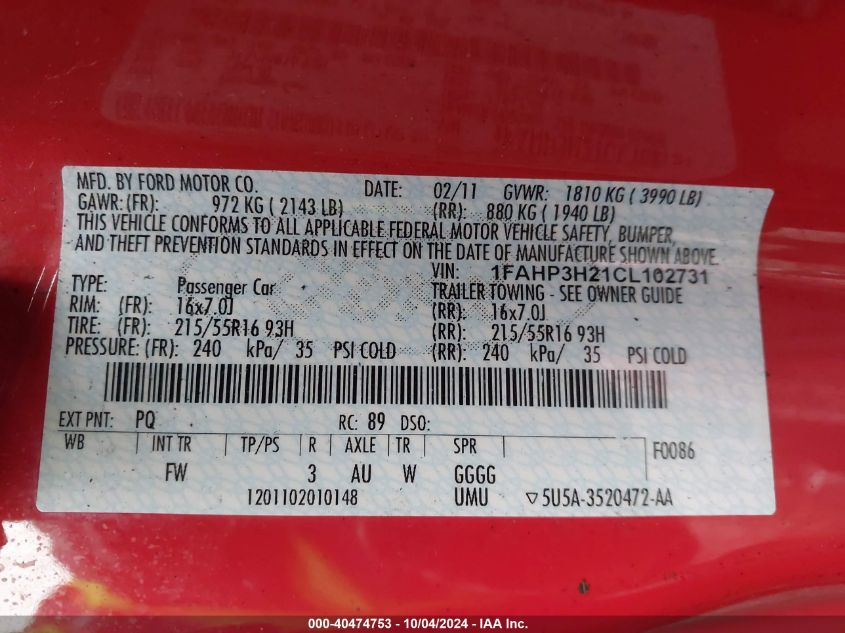 MFD. BY FORD MOTOR CO. DATE: 02/11 GVWR: 1810 KG ( 3990 LB)
GAWR: (FR): 972 KG ( 2143 LB) (RR): 880 KG ( 1940 LB)
THIS VEHICLE CONFORMS TO ALL APPLICABLE FEDERAL MOTOR VEHICLE SAFETY, BUMPER,
AND THEFT PREVENTION STANDARDS IN EFFECT ON THE DATE OF MANUFACTURE SHOWN ABOVE.
VIN: 1FAHP3H21CL102731
TYPE: Passenger Car TRAILER TOWING - SEE OWNER GUIDE
RIM: (FR): 16x7.0J (RR): 16x7.0J
TIRE: (FR): 215/55R16 93H (RR): 215/55R16 93H
PRESSURE: (FR): 240 kPa/ 35 PSI COLD (RR): 240 kPa/ 35 PSI COLD
EXT PNT: PQ RC: 89 DSO:
WB INT TR TP/PS R AXLE TR SPR F0086
FW 3 AU W GGGG
1201102010148 UMU ▽ 5U5A-3520472-AA
000-40474753 - 10/04/2024 - IAA Inc.